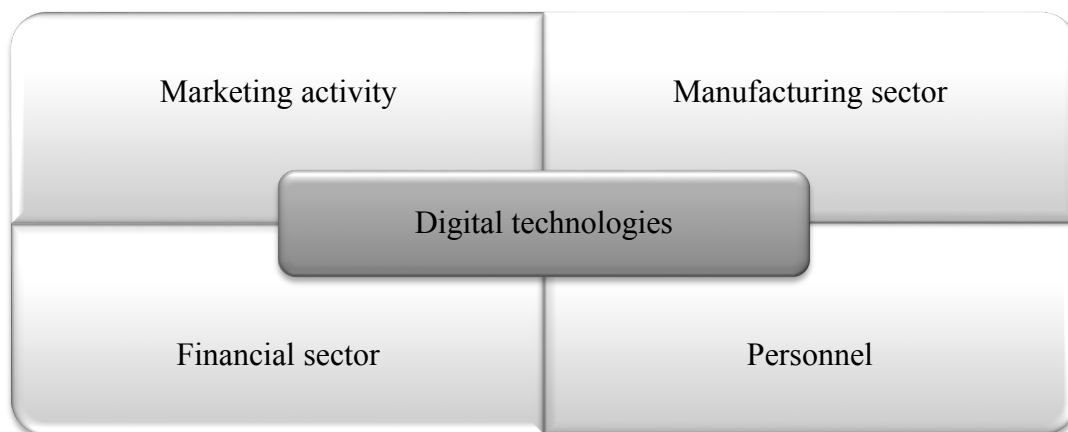 Marketing activity
Manufacturing sector
Digital technologies
Financial sector
Personnel